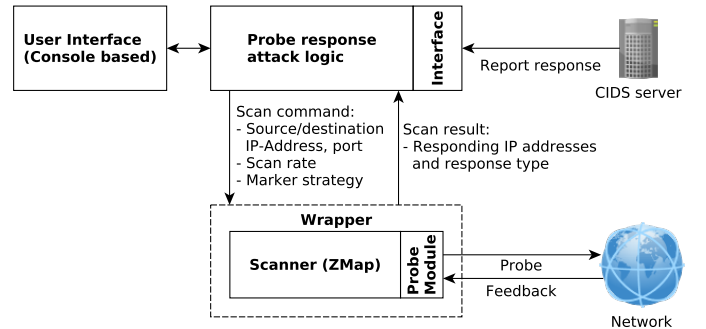 User Interface
(Console based)
Probe response
attack logic
Interface
Report response
CIDS server
Scan command:
- Source/destination
IP-Address, port
- Scan rate
- Marker strategy
Scan result:
- Responding IP addresses
and response type
Wrapper
Scanner (ZMap)
Probe
Module
Probe
Feedback
Network